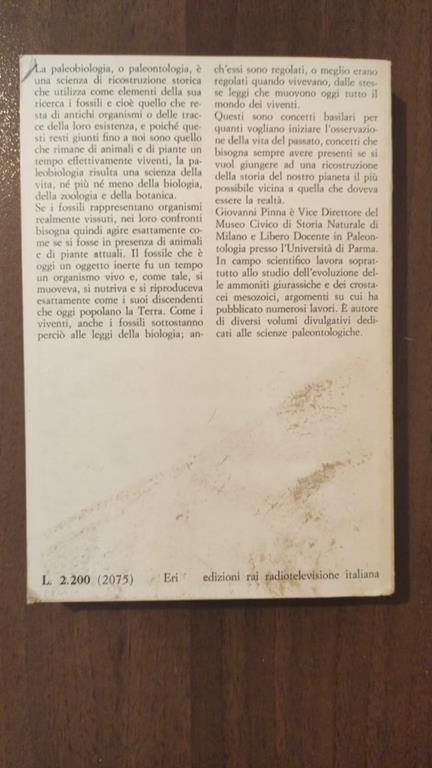 La paleobiologia, o paleontologia, è
una scienza di ricostruzione storica
che utilizza come elementi della sua
ricerca i fossili e cioè quello che re-
sta di antichi organismi o delle trac-
ce della loro esistenza, e poiché que-
sti resti giunti fino a noi sono quello
che rimane di animali e di piante un
tempo effettivamente viventi, la pa-
leobiologia risulta una scienza della
vita, né più né meno della biologia,
della zoologia e della botanica.
Se i fossili rappresentano organismi
realmente vissuti, nei loro confronti
bisogna quindi agire esattamente co-
me se si fosse in presenza di animali
e di piante attuali. Il fossile che è
oggi un oggetto inerte fu un tempo
un organismo vivo e, come tale, si
muoveva, si nutriva e si riproduceva
esattamente come i suoi discendenti
che oggi popolano la Terra. Come i
viventi, anche i fossili sottostanno
perciò alle leggi della biologia; an-
ch'essi sono regolati, o meglio erano
regolati quando vivevano, dalle stes-
se leggi che muovono oggi tutto il
mondo dei viventi.
Questi sono concetti basilari per
quanti vogliano iniziare l'osservazio-
ne della vita del passato, concetti che
bisogna sempre avere presenti se si
vuol giungere ad una ricostruzione
della storia del nostro pianeta il più
possibile vicina a quella che doveva
essere la realtà.
Giovanni Pinna è Vice Direttore del
Museo Civico di Storia Naturale di
Milano e Libero Docente in Paleon-
tologia presso l'Università di Parma.
In campo scientifico lavora soprat-
tutto allo studio dell'evoluzione del-
le ammoniti giurassiche e dei crosta-
cei mesozoici, argomenti su cui ha
pubblicato numerosi lavori. È autore
di diversi volumi divulgativi dedi-
cati alle scienze paleontologiche.
L. 2.200 (2075) Eri edizioni rai radiotelevisione italiana